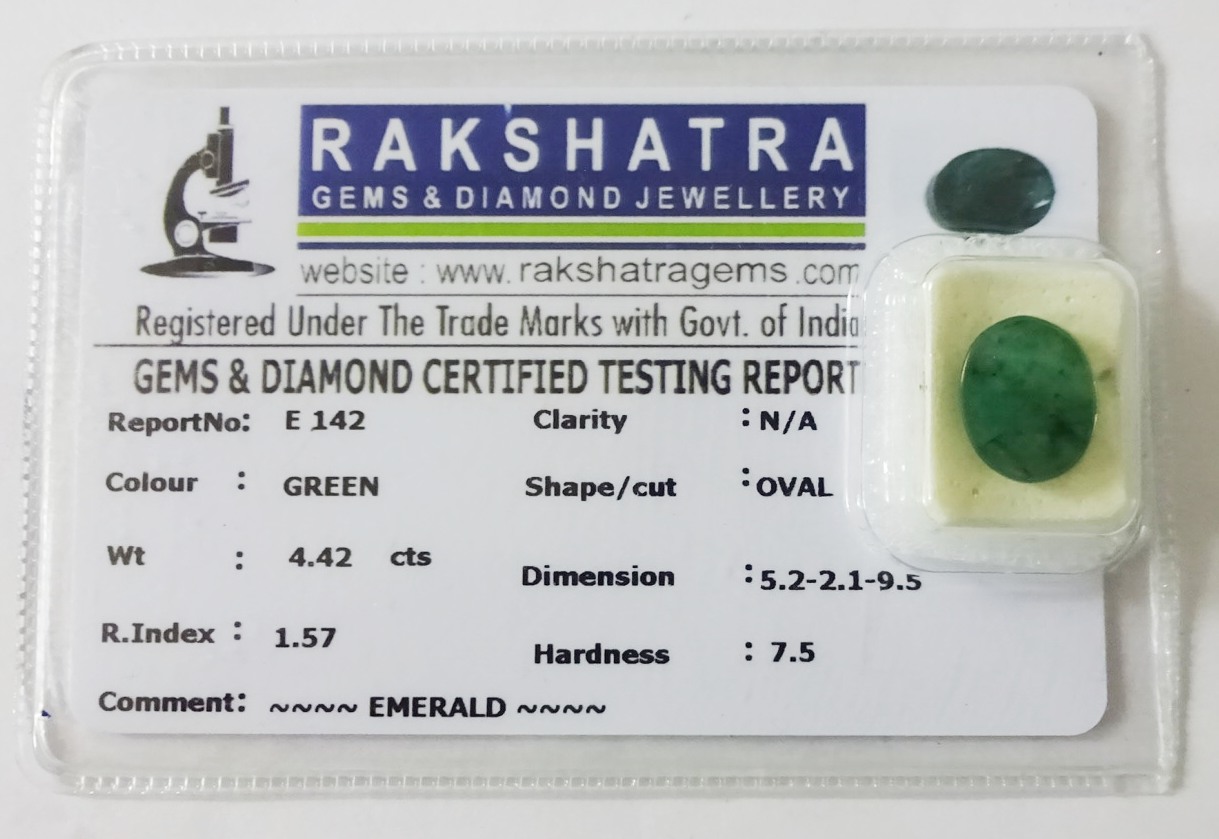 RAKSHATRA
GEMS & DIAMOND JEWELLERY
website : www. rakshatragems .com
Registered Under The Trade Marks with Govt. of India
GEMS & DIAMOND CERTIFIED TESTING REPORT
ReportNo: E 142 Clarity : N/A
Colour : GREEN Shape/cut : OVAL
Wt : 4.42 cts Dimension : 5.2-2.1-9.5
R.Index : 1.57 Hardness : 7.5
Comment: ~~~~ EMERALD ~~~~